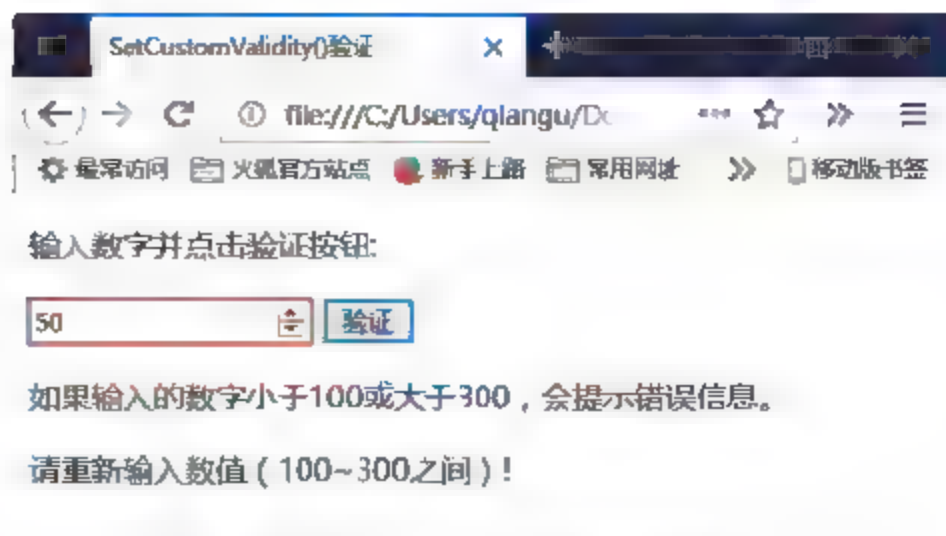 SetCustomValidity()验证
file:///C:/Users/qiangu/Do
最常访问 火狐官方站点 新手上路 常用网址 移动版书签
输入数字并点击验证按钮:
50 验证
如果输入的数字小于100或大于300，会提示错误信息。
请重新输入数值（100~300之间）!